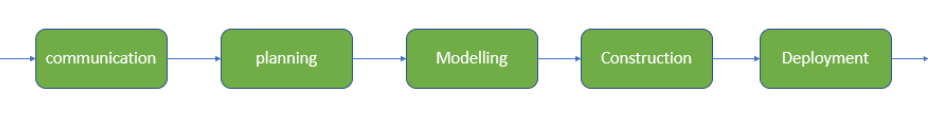 communication
planning
Modelling
Construction
Deployment